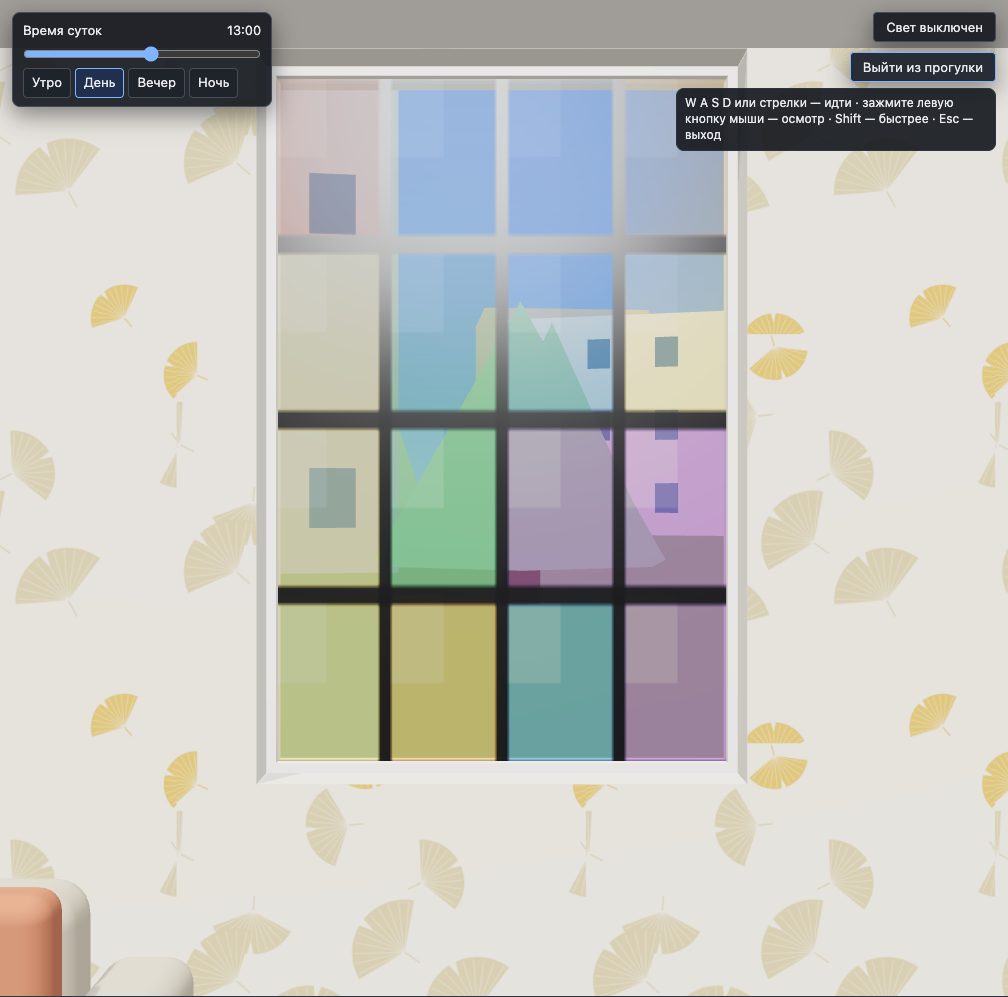 Время суток 13:00
Утро День Вечер Ночь
Свет выключен
Выйти из прогулки
W A S D или стрелки — идти · зажмите левую
кнопку мыши — осмотр · Shift — быстрее · Esc —
выход